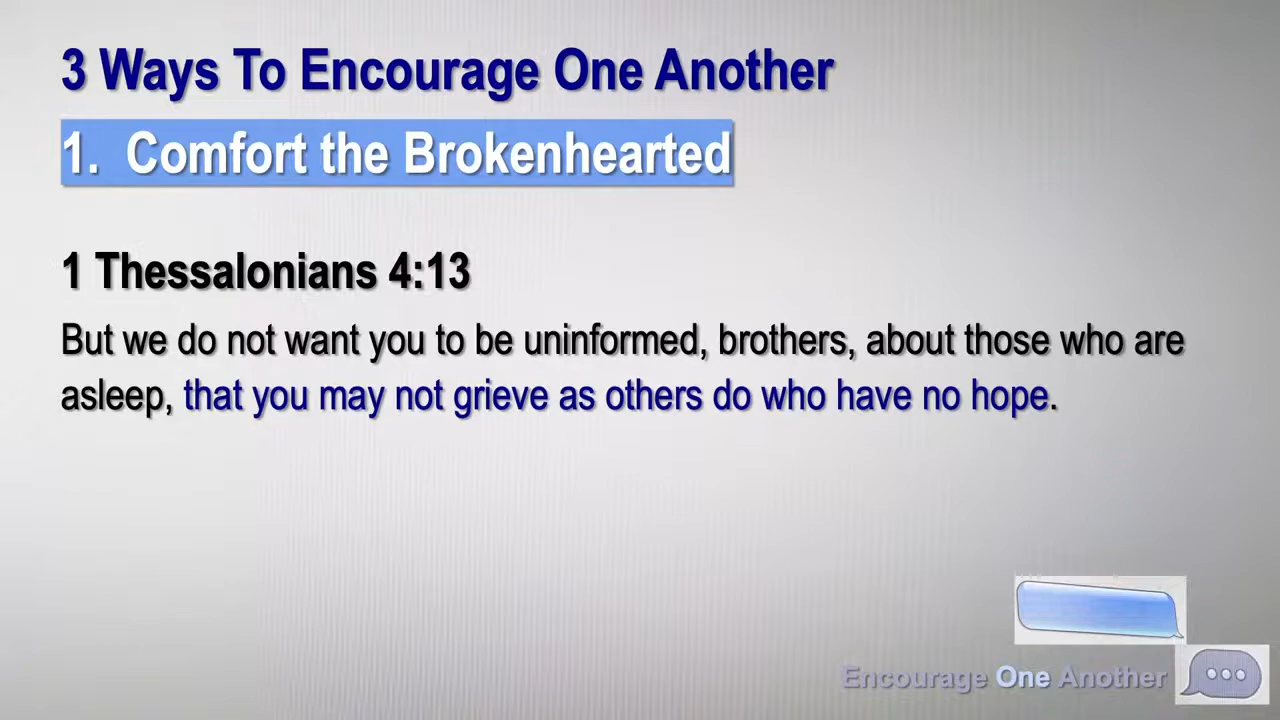 3 Ways To Encourage One Another
1. Comfort the Brokenhearted
1 Thessalonians 4:13
But we do not want you to be uninformed, brothers, about those who are
asleep, that you may not grieve as others do who have no hope.
Encourage One Another